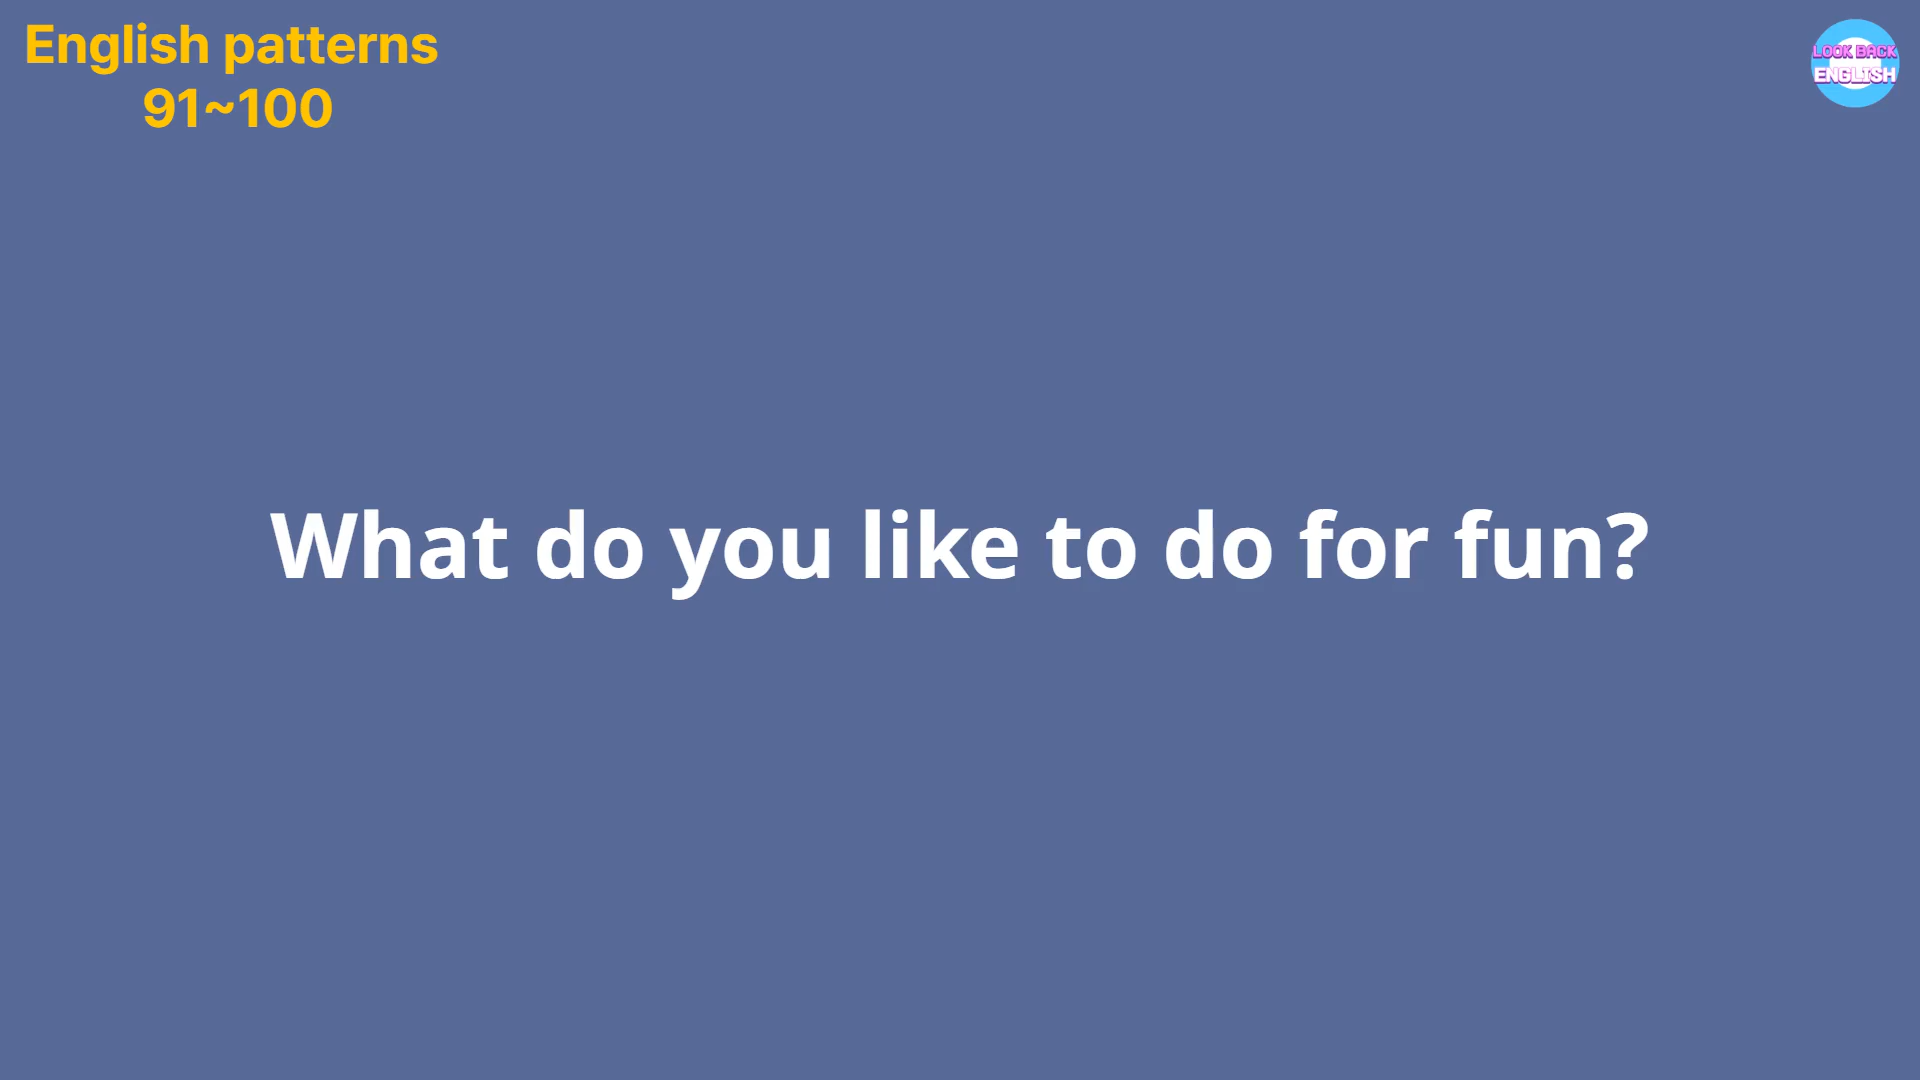 English patterns
91~100
LOOK BACK
ENGLISH
What do you like to do for fun?